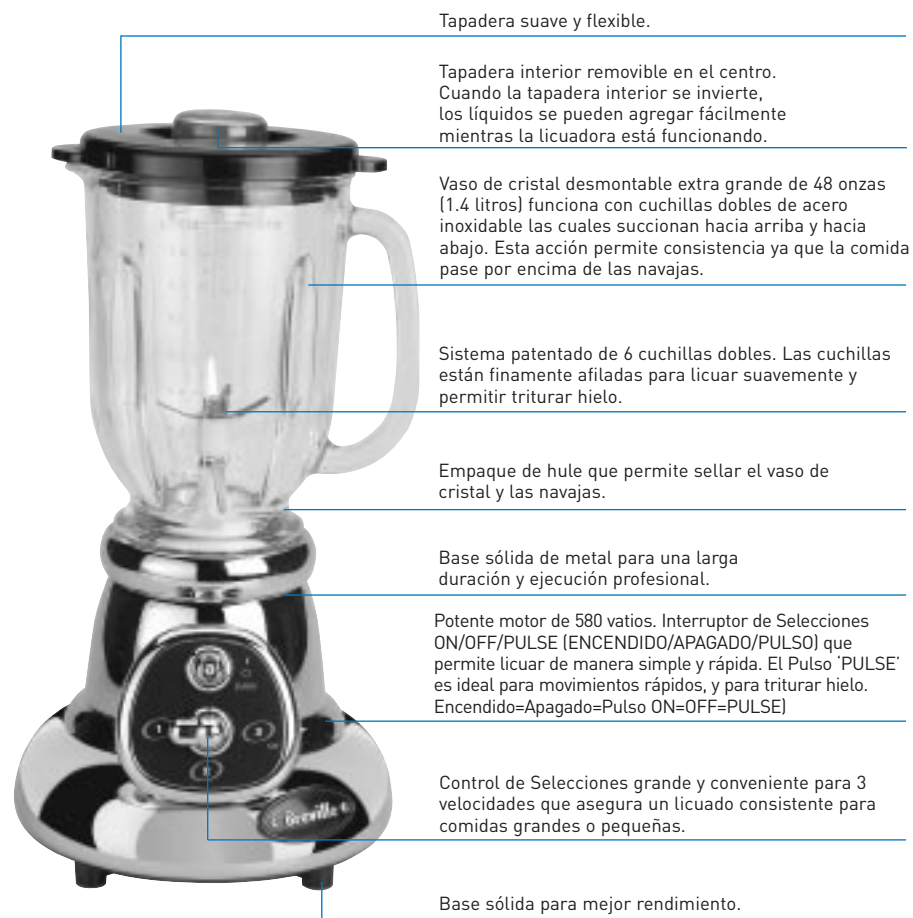 Tapadera suave y flexible.
Tapadera interior removible en el centro.
Cuando la tapadera interior se invierte,
los líquidos se pueden agregar fácilmente
mientras la licuadora está funcionando.
Vaso de cristal desmontable extra grande de 48 onzas
(1.4 litros) funciona con cuchillas dobles de acero
inoxidable las cuales succionan hacia arriba y hacia
abajo. Esta acción permite consistencia ya que la comida
pase por encima de las navajas.
Sistema patentado de 6 cuchillas dobles. Las cuchillas
están finamente afiladas para licuar suavemente y
permitir triturar hielo.
Empaque de hule que permite sellar el vaso de
cristal y las navajas.
Base sólida de metal para una larga
duración y ejecución profesional.
Potente motor de 580 vatios. Interruptor de Selecciones
ON/OFF/PULSE (ENCENDIDO/APAGADO/PULSO) que
permite licuar de manera simple y rápida. El Pulso ‘PULSE’
es ideal para movimientos rápidos, y para triturar hielo.
Encendido=Apagado=Pulso ON=OFF=PULSE)
1
Breville
Control de Selecciones grande y conveniente para 3
velocidades que asegura un licuado consistente para
comidas grandes o pequeñas.
Base sólida para mejor rendimiento.